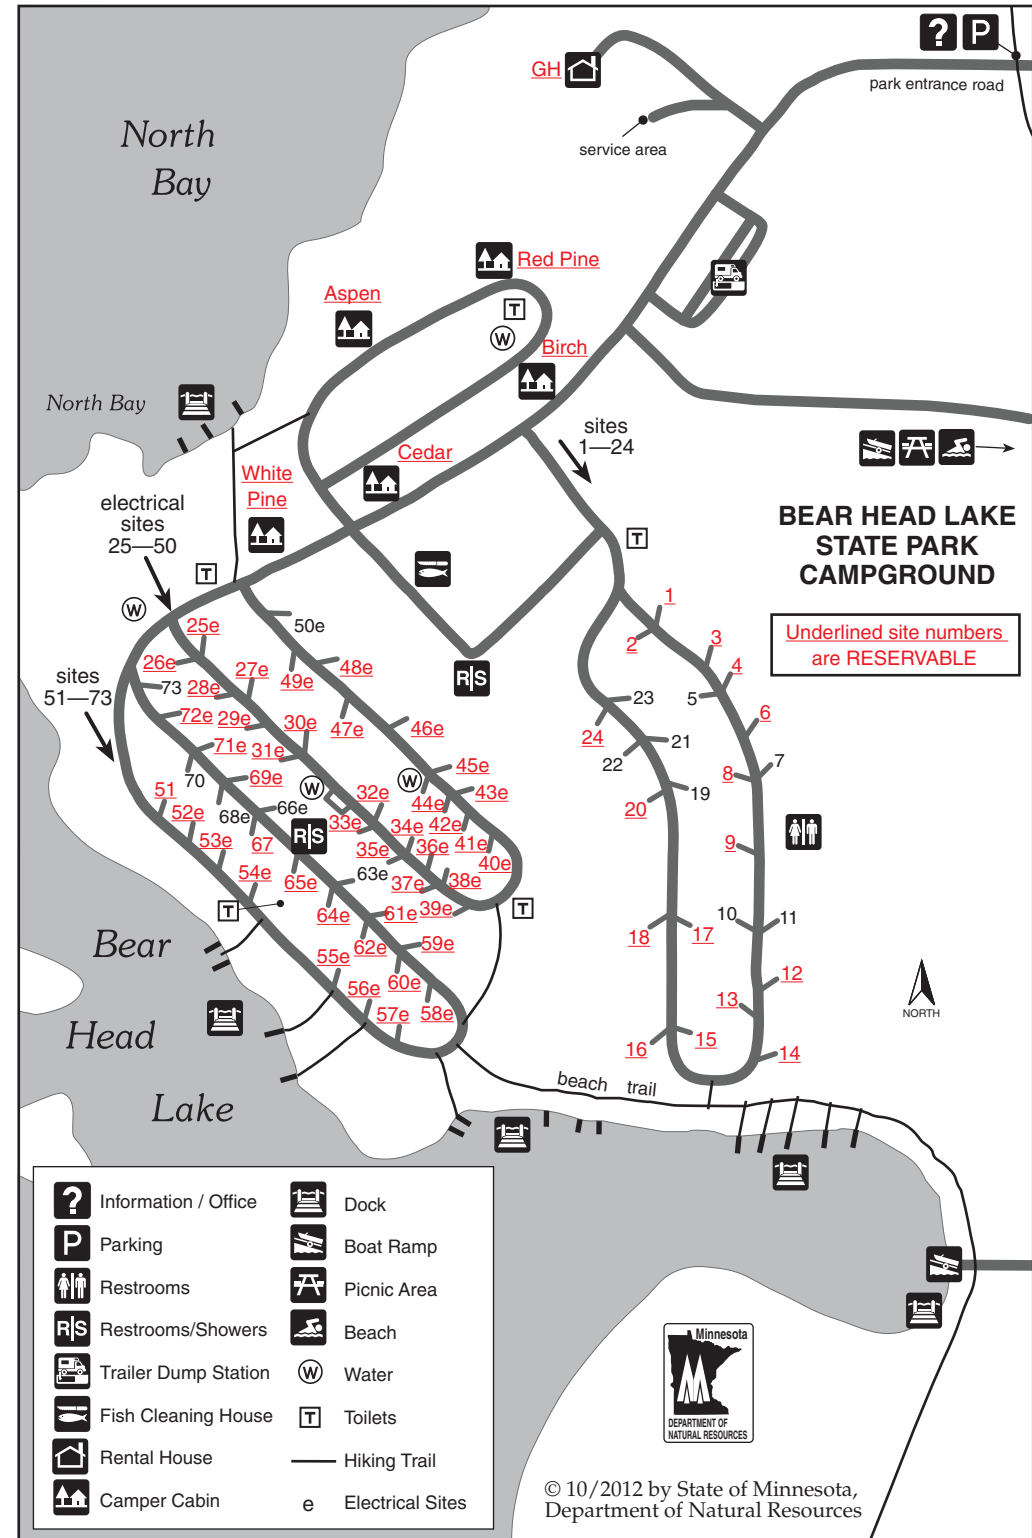 ?
P
GH
park entrance road
service area
North
Bay
Red Pine
Aspen
T
W
Birch
North Bay
sites
1—24
Cedar
White
Pine
electrical
sites
25—50
T
T
BEAR HEAD LAKE
STATE PARK
CAMPGROUND
Underlined site numbers
are RESERVABLE
W
R|S
sites
51—73
1
2
3
4
5
6
7
8
9
10
11
12
13
14
15
16
17
18
19
20
21
22
23
24
25e
26e
27e
28e
29e
30e
31e
32e
33e
34e
35e
36e
37e
38e
39e
40e
41e
42e
43e
44e
45e
46e
47e
48e
49e
50e
51
52e
53e
54e
55e
56e
57e
58e
59e
60e
61e
62e
63e
64e
65e
66e
67
68e
69e
70
71e
72e
73
W
W
R|S
T
T
NORTH
Bear
Head
Lake
beach trail
? Information / Office
P Parking
Restrooms
R|S Restrooms/Showers
Trailer Dump Station
Fish Cleaning House
Rental House
Camper Cabin
Dock
Boat Ramp
Picnic Area
Beach
W Water
T Toilets
Hiking Trail
e Electrical Sites
Minnesota
DEPARTMENT OF
NATURAL RESOURCES
© 10/2012 by State of Minnesota,
Department of Natural Resources